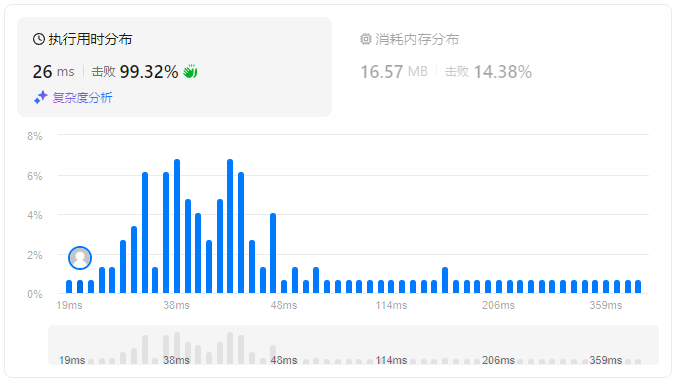 执行用时分布
26 ms 击败 99.32%
复杂度分析
消耗内存分布
16.57 MB 击败 14.38%
8%
6%
4%
2%
0%
19ms 38ms 48ms 114ms 206ms 359ms
19ms 38ms 48ms 114ms 206ms 359ms